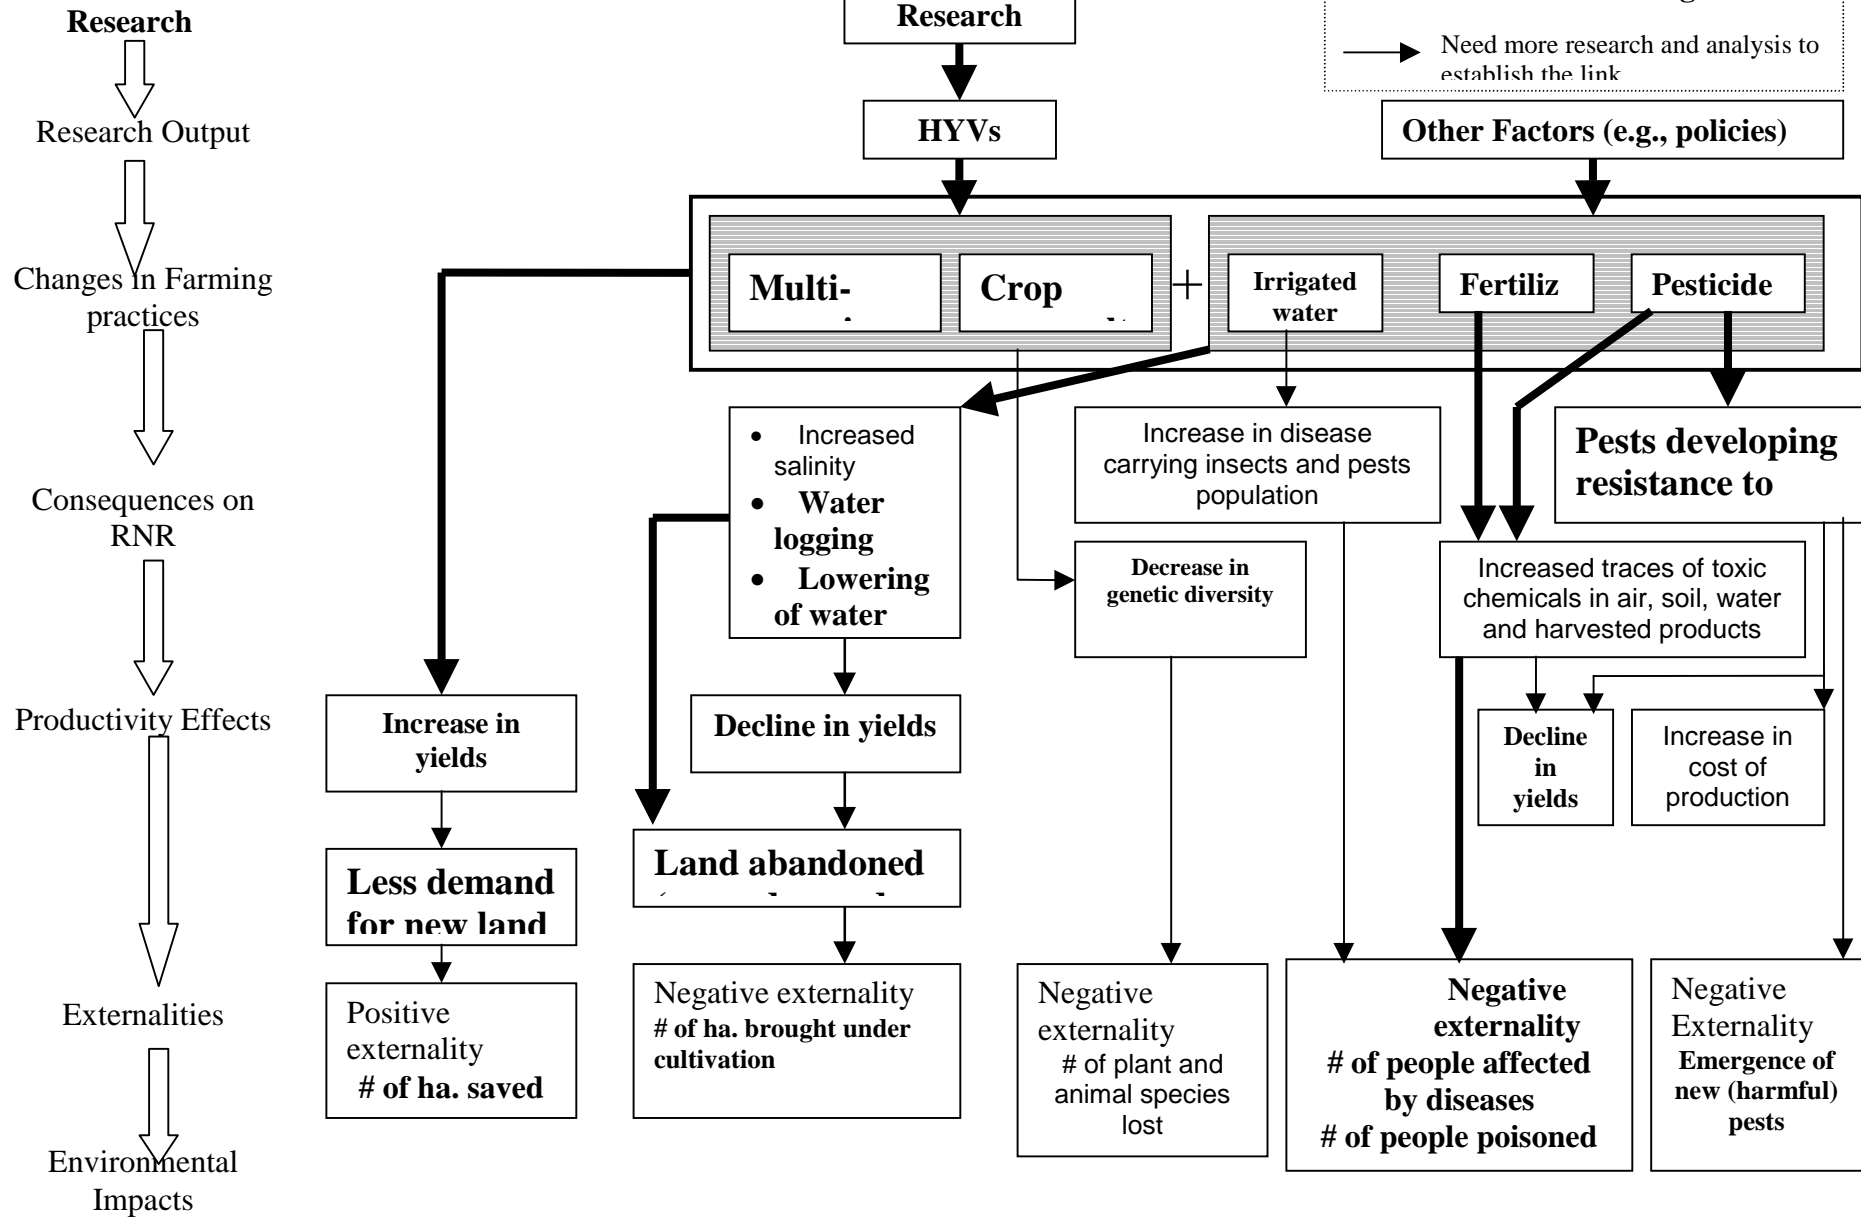 Research
Research Output
Changes in Farming
practices
Consequences on
RNR
Productivity Effects
Externalities
Environmental
Impacts
Research
Need more research and analysis to
establish the link
HYVs
Other Factors (e.g., policies)
Multi-
Crop
+
Irrigated
water
Fertiliz
Pesticide
• Increased
salinity
• Water
logging
• Lowering
of water
Increase in disease
carrying insects and pests
population
Pests developing
resistance to
Decrease in
genetic diversity
Increased traces of toxic
chemicals in air, soil, water
and harvested products
Increase in
yields
Decline in yields
Decline
in
yields
Increase in
cost of
production
Less demand
for new land
Land abandoned
Positive
externality
# of ha. saved
Negative externality
# of ha. brought under
cultivation
Negative
externality
# of plant and
animal species
lost
Negative
externality
# of people affected
by diseases
# of people poisoned
Negative
Externality
Emergence of
new (harmful)
pests